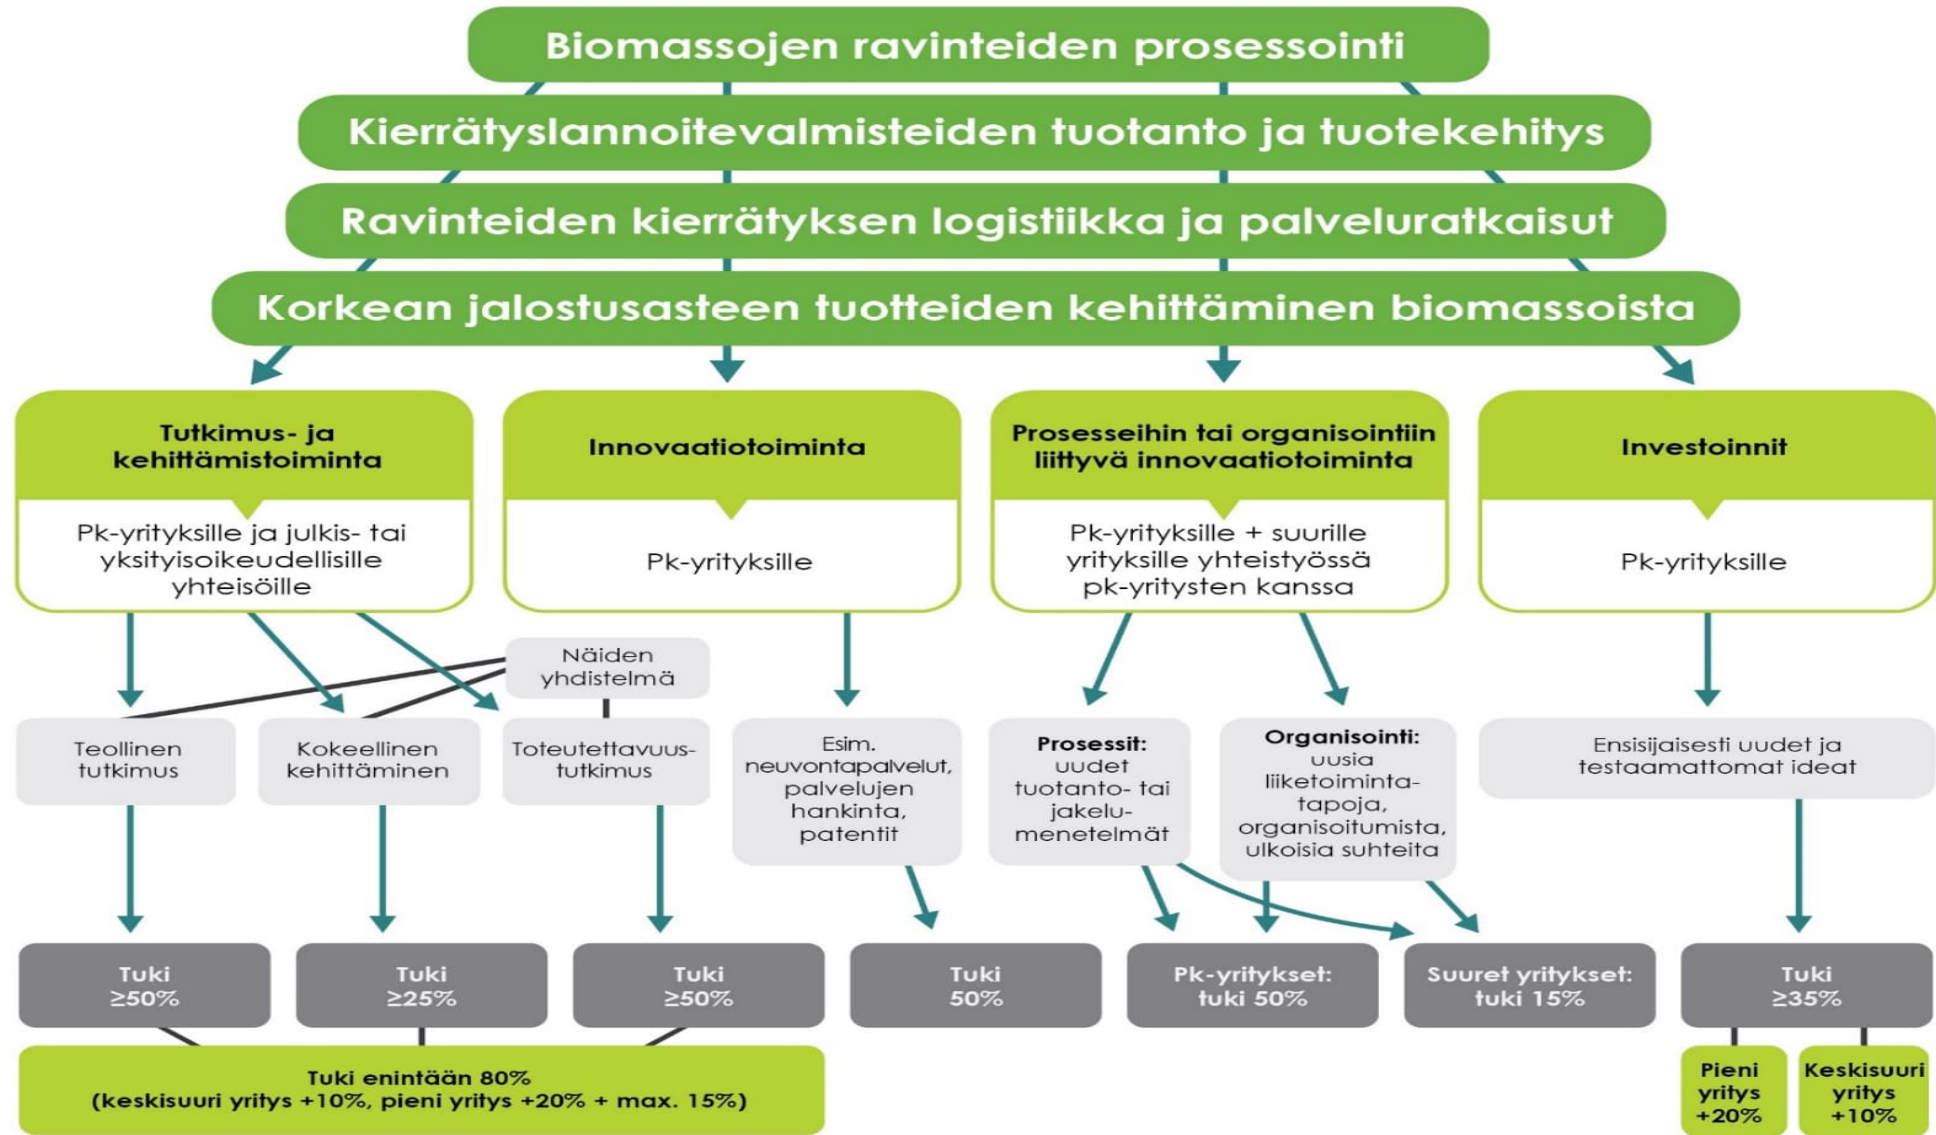 Biomassojen ravinteiden prosessointi
Kierrätyslannoitevalmisteiden tuotanto ja tuotekehitys
Ravinteiden kierrätyksen logistiikka ja palveluratkaisut
Korkean jalostusasteen tuotteiden kehittäminen biomassoista
Tutkimus- ja
kehittämistoiminta
Pk-yrityksille ja julkis- tai
yksityisoikeudellisille
yhteisöille
Innovaatiotoiminta
Pk-yrityksille
Prosesseihin tai organisointiin
liittyvä innovaatiotoiminta
Pk-yrityksille + suurille
yrityksille yhteistyössä
pk-yritysten kanssa
Investoinnit
Pk-yrityksille
Näiden
yhdistelmä
Teollinen
tutkimus
Kokeellinen
kehittäminen
Toteutettavuus-
tutkimus
Esim.
neuvontapalvelut,
palvelujen
hankinta,
patentit
Prosessit:
uudet
tuotanto- tai
jakelu-
menetelmät
Organisointi:
uusia
liiketoiminta-
tapoja,
organisoitumista,
ulkoisia suhteita
Ensisijaisesti uudet ja
testaamattomat ideat
Tuki
≥50%
Tuki
≥25%
Tuki
≥50%
Tuki
50%
Pk-yritykset:
tuki 50%
Suuret yritykset:
tuki 15%
Tuki
≥35%
Tuki enintään 80%
(keskisuuri yritys +10%, pieni yritys +20% + max. 15%)
Pieni
yritys
+20%
Keskisuuri
yritys
+10%